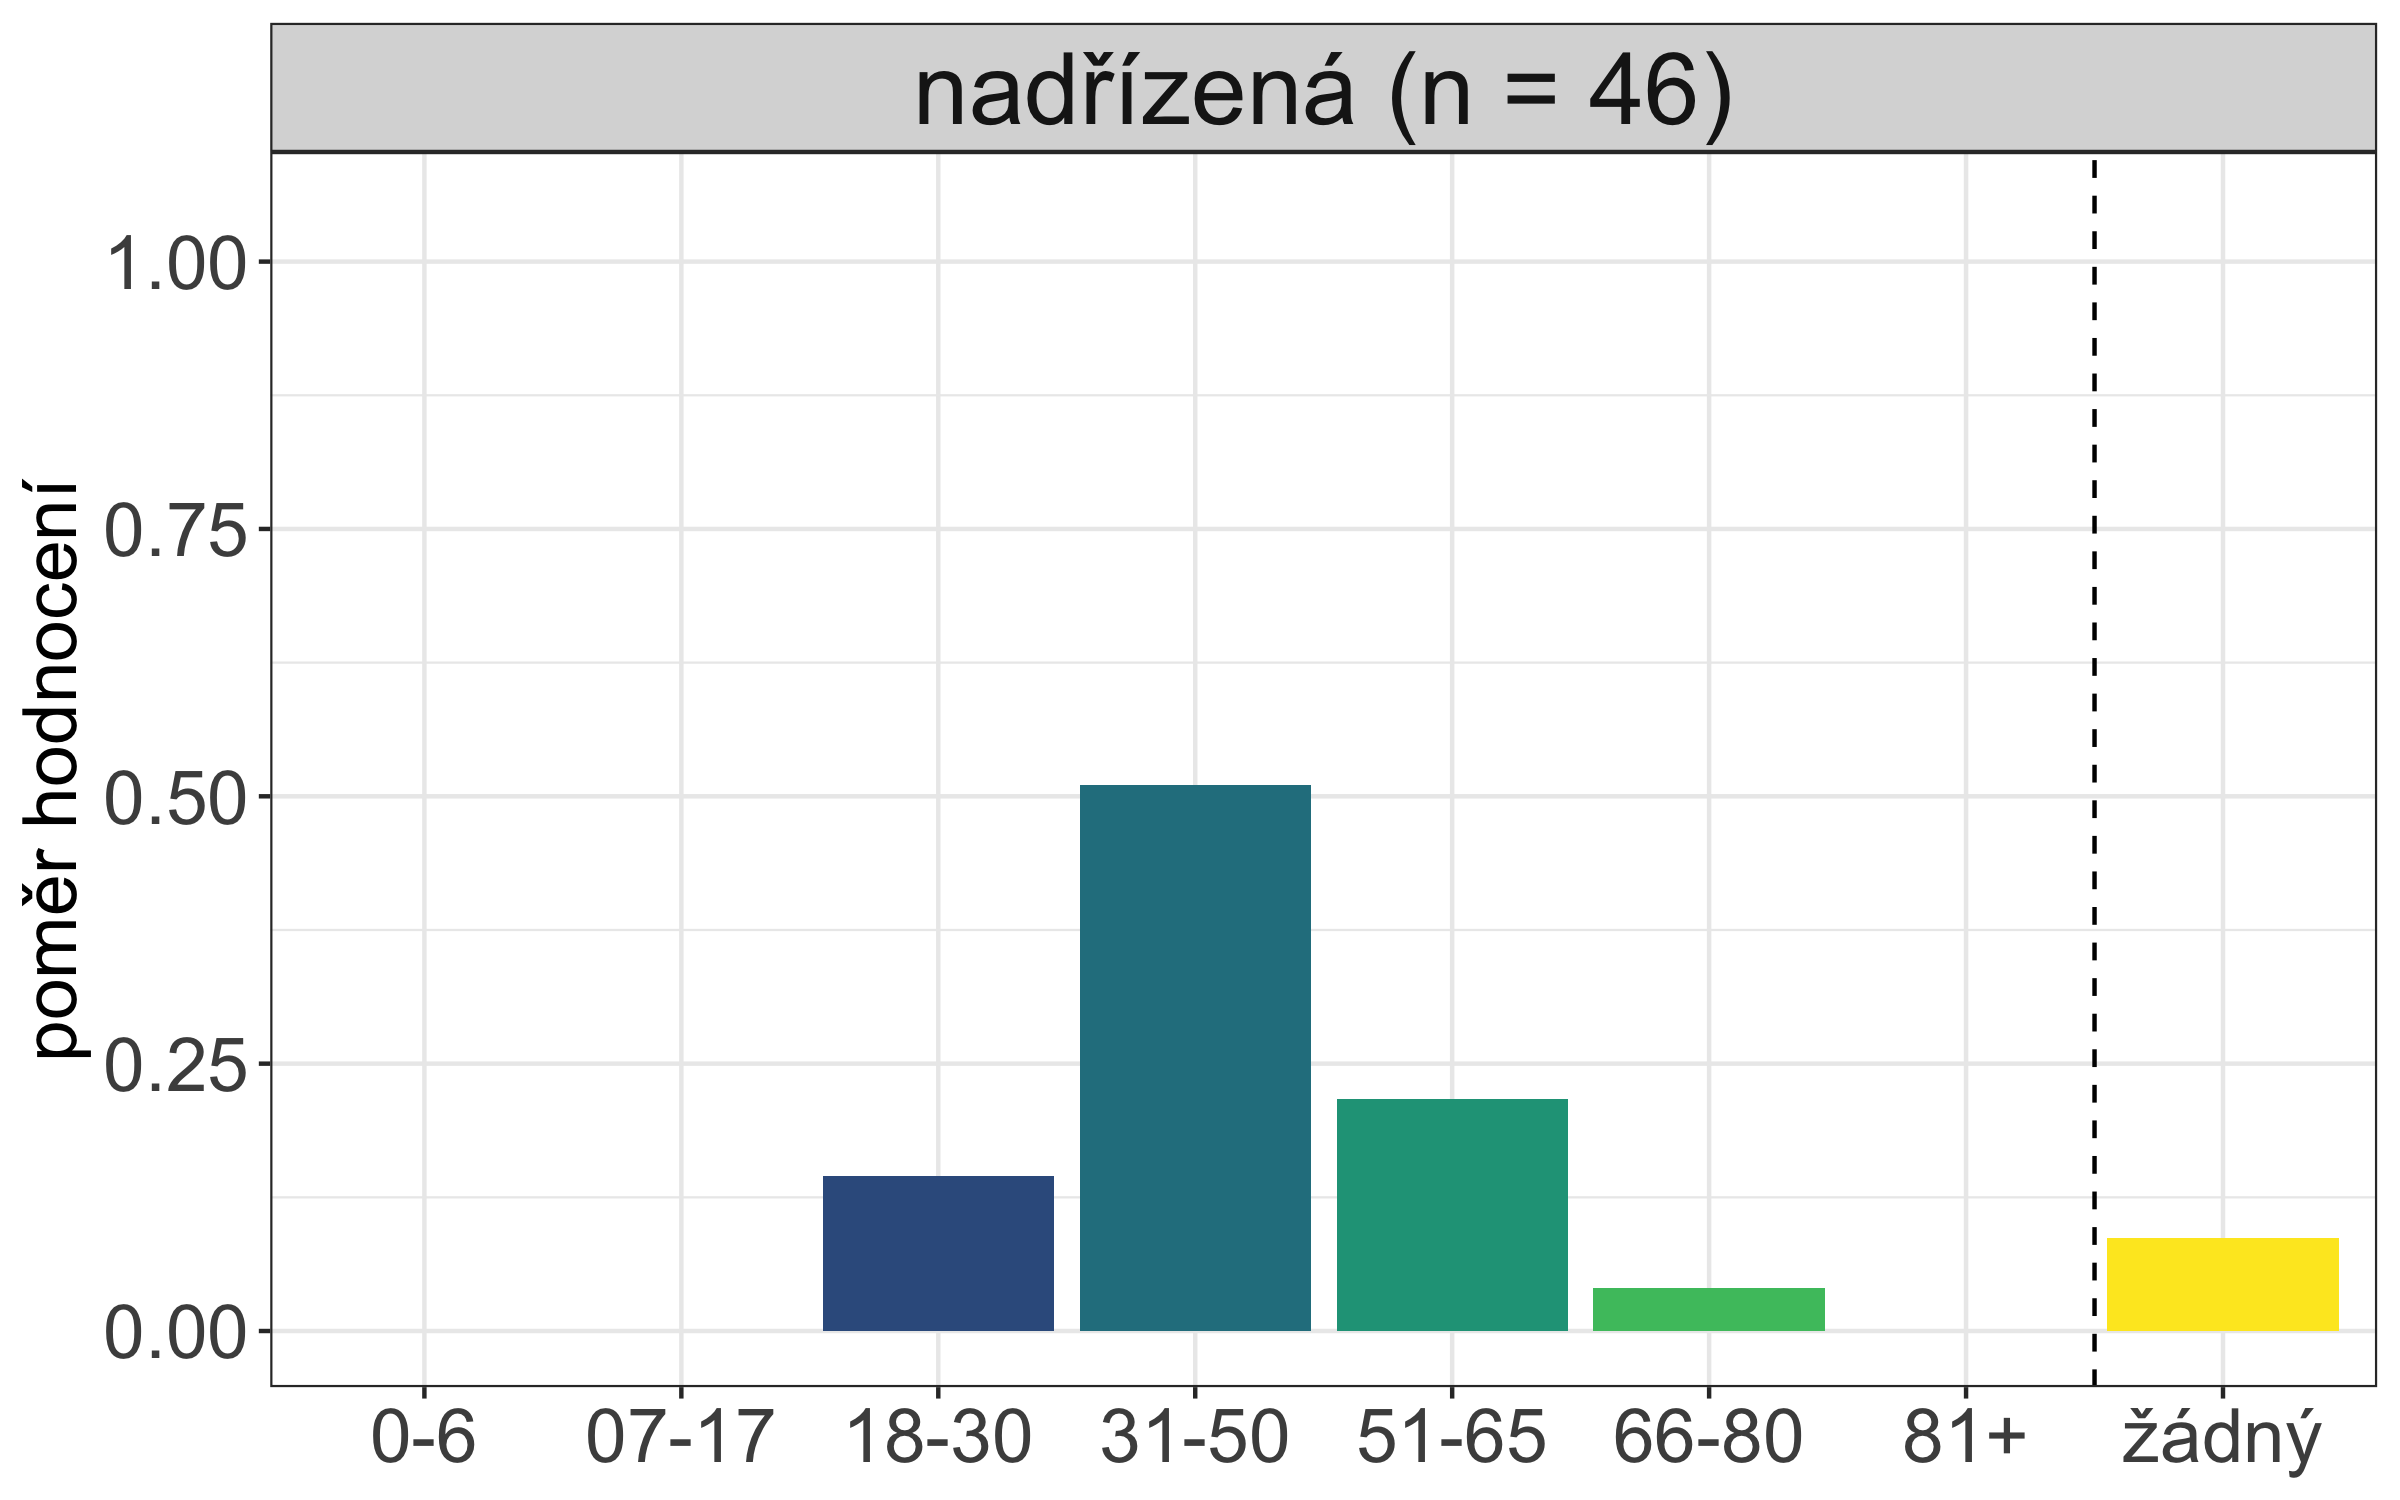 nadřízená (n = 46)
poměr hodnocení
1.00
0.75
0.50
0.25
0.00
0-6 07-17 18-30 31-50 51-65 66-80 81+ žádný